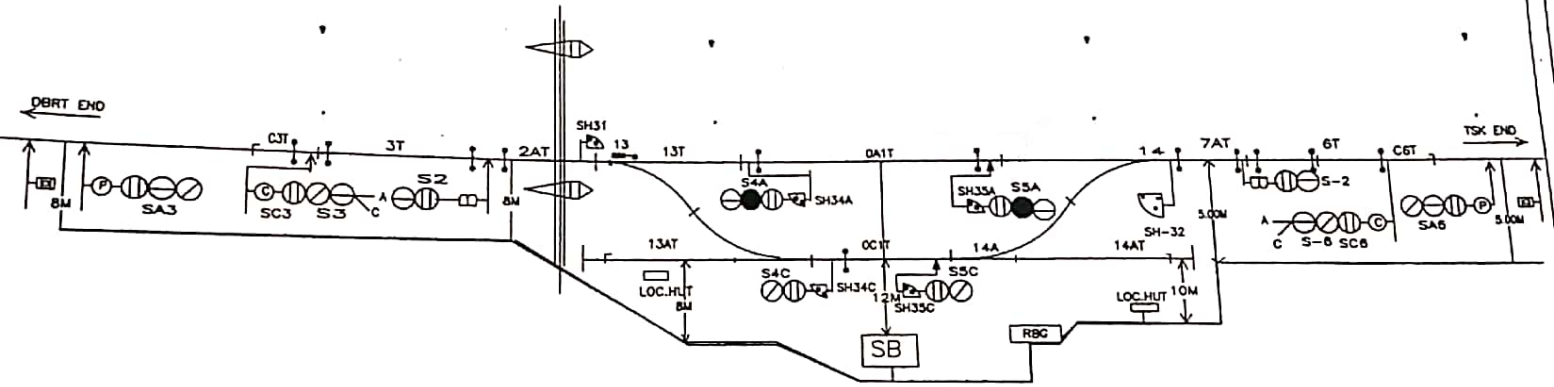 DBRT END
SH31
TSK END
C3T
3T
2AT
13
13T
0A1T
14
7AT
6T
C6T
P
8M
SA3
C
SC3
S3
C
A
S2
8M
S4A
SH34A
SH35A
S5A
SH-32
5.00M
S-2
A
C
S-6
SC6
C
SA6
P
5.00M
13AT
0C1T
14A
14AT
LOC.HUT
8M
S4C
SH34C
12M
S5C
SH35C
LOC.HUT
10M
RBG
SB